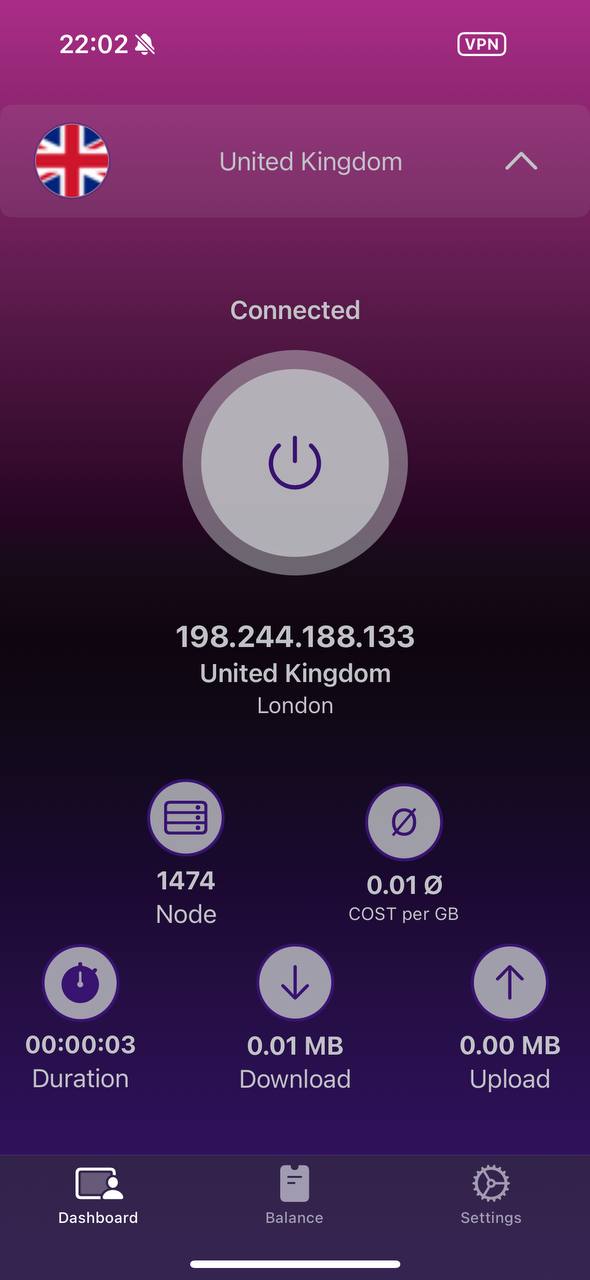 22:02
VPN
United Kingdom
Connected
198.244.188.133
United Kingdom
London
1474
Node
Ø
0.01 Ø
COST per GB
00:00:03
Duration
0.01 MB
Download
0.00 MB
Upload
Dashboard
Balance
Settings